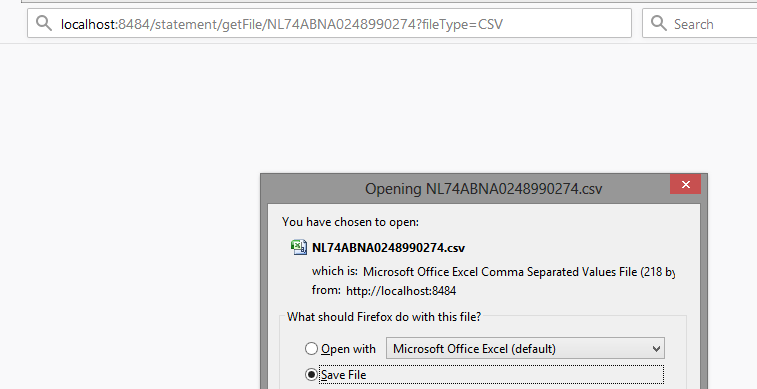 localhost:8484/statement/getFile/NL74ABNA0248990274?fileType=CSV
Search
Opening NL74ABNA0248990274.csv
You have chosen to open:
NL74ABNA0248990274.csv
which is: Microsoft Office Excel Comma Separated Values File (218 by
from: http://localhost:8484
What should Firefox do with this file?
Open with Microsoft Office Excel (default)
Save File